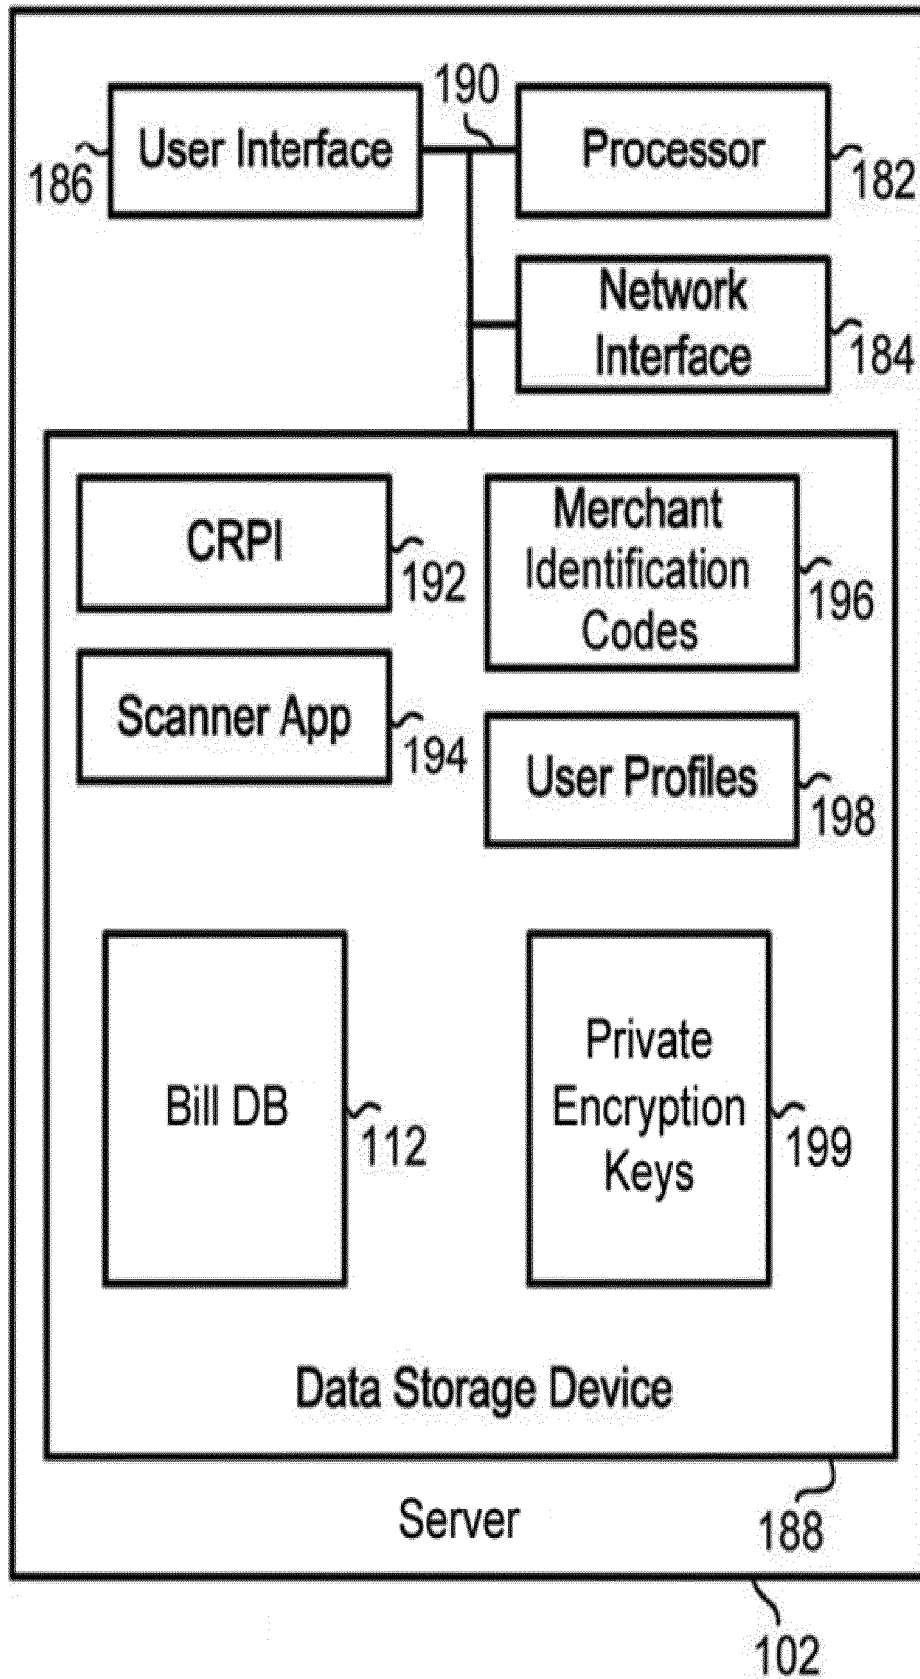 190
User Interface
186
Processor
182
Network
Interface
184
CRPI
192
Merchant
Identification
Codes
196
Scanner App
194
User Profiles
198
Bill DB
112
Private
Encryption
Keys
199
Data Storage Device
188
Server
102